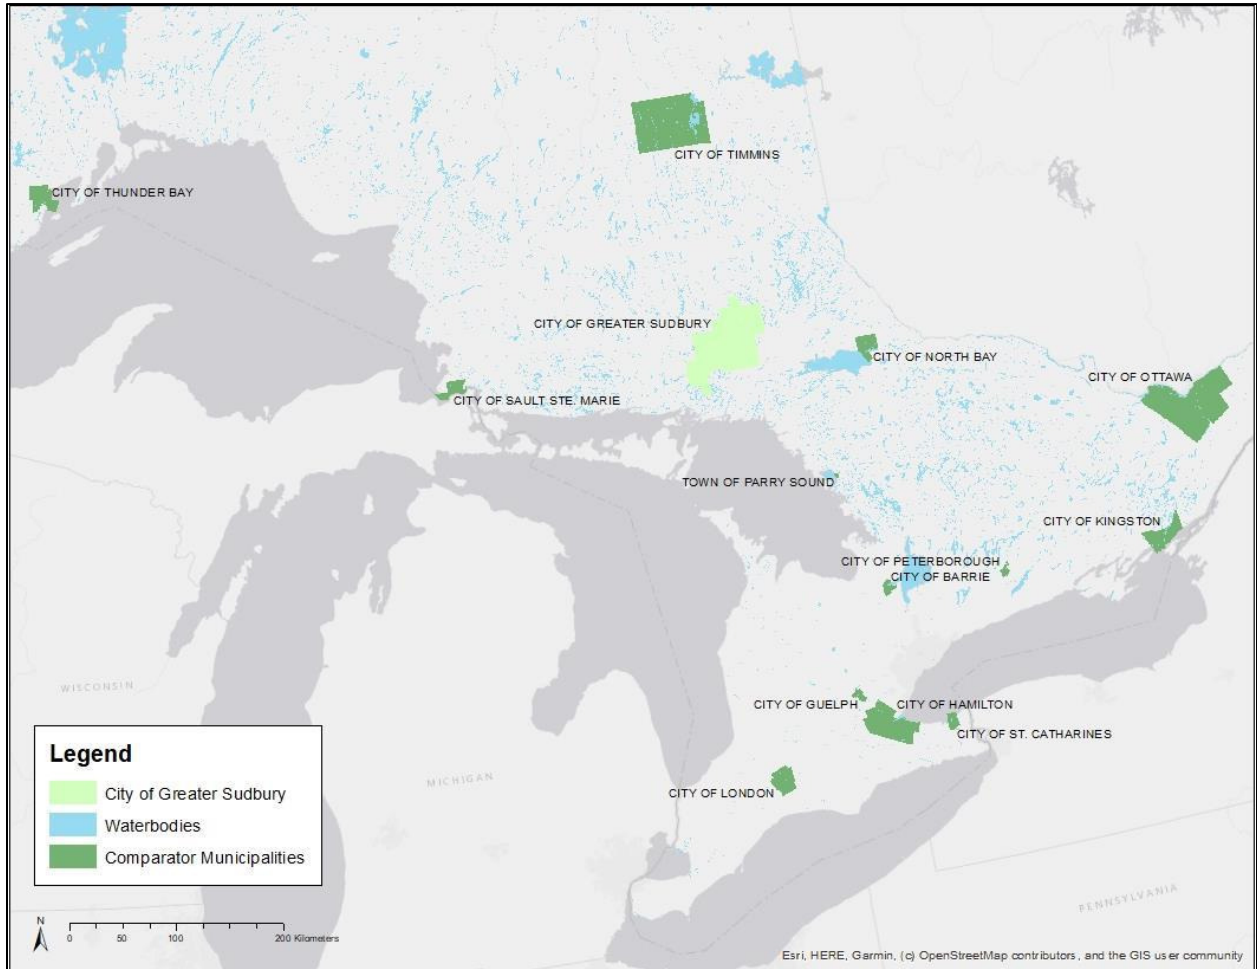 CITY OF TIMMINS
CITY OF THUNDER BAY
CITY OF GREATER SUDBURY
CITY OF NORTH BAY
CITY OF OTTAWA
CITY OF SAULT STE. MARIE
TOWN OF PARRY SOUND
CITY OF KINGSTON
CITY OF PETERBOROUGH
CITY OF BARRIE
WISCONSIN
CITY OF GUELPH
CITY OF HAMILTON
CITY OF ST. CATHARINES
MICHIGAN
CITY OF LONDON
PENNSYLVANIA
Legend
City of Greater Sudbury
Waterbodies
Comparator Municipalities
N
0 50 100 200 Kilometers
Esri, HERE, Garmin, (c) OpenStreetMap contributors, and the GIS user community